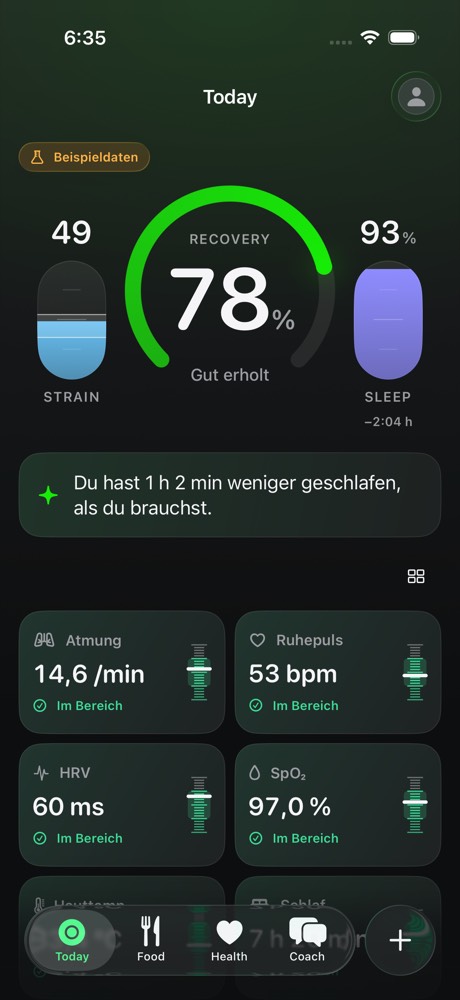 6:35
Today
Beispieldaten
49
STRAIN
RECOVERY
78%
Gut erholt
93%
SLEEP
−2:04 h
Du hast 1 h 2 min weniger geschlafen,
als du brauchst.
Atmung
14,6 /min
Im Bereich
Ruhepuls
53 bpm
Im Bereich
HRV
60 ms
Im Bereich
SpO₂
97,0 %
Im Bereich
Hauttemp
Schlaf
Today
Food
Health
Coach